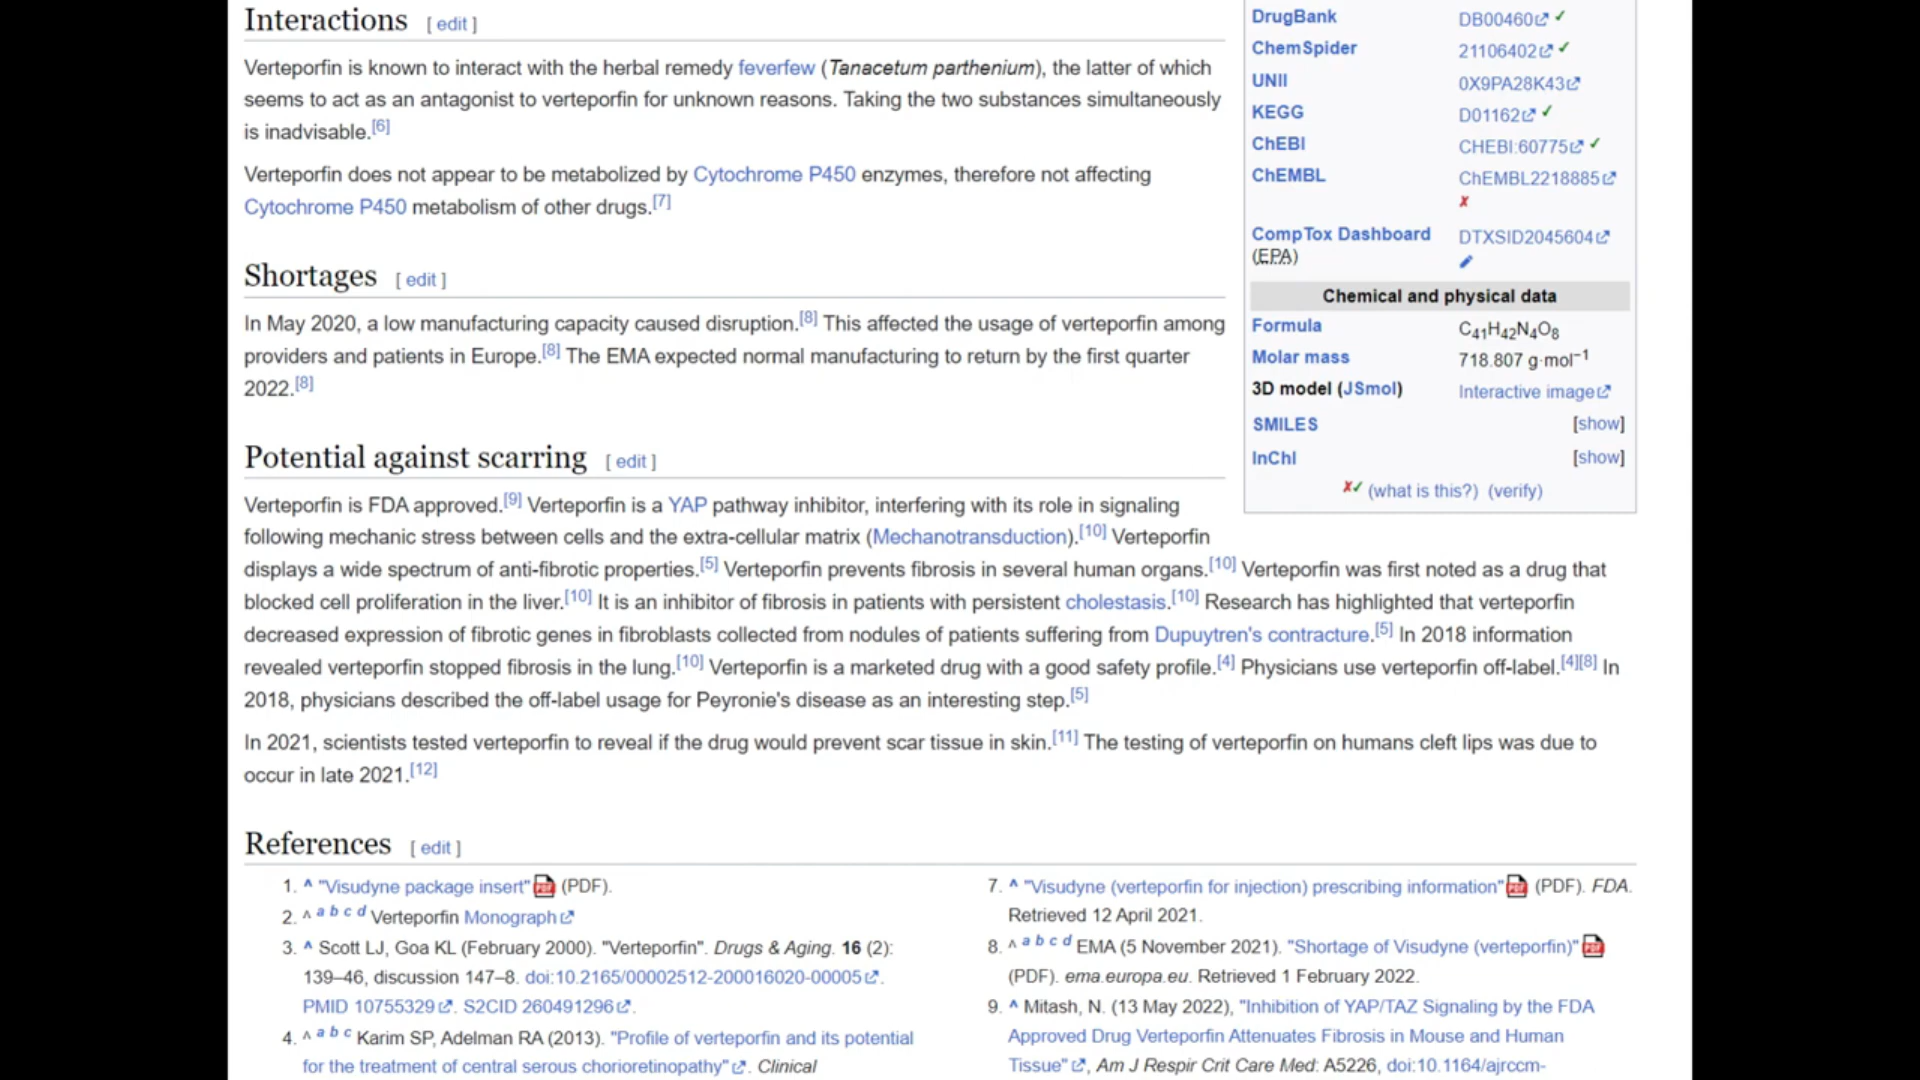 Interactions [ edit ]
Verteporfin is known to interact with the herbal remedy feverfew (Tanacetum parthenium), the latter of which
seems to act as an antagonist to verteporfin for unknown reasons. Taking the two substances simultaneously
is inadvisable.[6]
Verteporfin does not appear to be metabolized by Cytochrome P450 enzymes, therefore not affecting
Cytochrome P450 metabolism of other drugs.[7]
Shortages [ edit ]
In May 2020, a low manufacturing capacity caused disruption.[8] This affected the usage of verteporfin among
providers and patients in Europe.[8] The EMA expected normal manufacturing to return by the first quarter
2022.[8]
DrugBank DB00460 ✓
ChemSpider 21106402 ✓
UNII 0X9PA28K43
KEGG D01162 ✓
ChEBI CHEBI:60775 ✓
ChEMBL ChEMBL2218885
✗
CompTox Dashboard DTXSID2045604
(EPA)
Chemical and physical data
Formula C41H42N4O8
Molar mass 718.807 g·mol−1
3D model (JSmol) Interactive image
SMILES [show]
InChI [show]
✗✓ (what is this?) (verify)
Potential against scarring [ edit ]
Verteporfin is FDA approved.[9] Verteporfin is a YAP pathway inhibitor, interfering with its role in signaling
following mechanic stress between cells and the extra-cellular matrix (Mechanotransduction).[10] Verteporfin
displays a wide spectrum of anti-fibrotic properties.[5] Verteporfin prevents fibrosis in several human organs.[10] Verteporfin was first noted as a drug that
blocked cell proliferation in the liver.[10] It is an inhibitor of fibrosis in patients with persistent cholestasis.[10] Research has highlighted that verteporfin
decreased expression of fibrotic genes in fibroblasts collected from nodules of patients suffering from Dupuytren's contracture.[5] In 2018 information
revealed verteporfin stopped fibrosis in the lung.[10] Verteporfin is a marketed drug with a good safety profile.[4] Physicians use verteporfin off-label.[4][8] In
2018, physicians described the off-label usage for Peyronie's disease as an interesting step.[5]
In 2021, scientists tested verteporfin to reveal if the drug would prevent scar tissue in skin.[11] The testing of verteporfin on humans cleft lips was due to
occur in late 2021.[12]
References [ edit ]
1. ^ "Visudyne package insert" PDF (PDF).
2. ^ a b c d Verteporfin Monograph
3. ^ Scott LJ, Goa KL (February 2000). "Verteporfin". Drugs & Aging. 16 (2):
139–46, discussion 147–8. doi:10.2165/00002512-200016020-00005.
PMID 10755329. S2CID 260491296.
4. ^ a b c Karim SP, Adelman RA (2013). "Profile of verteporfin and its potential
for the treatment of central serous chorioretinopathy". Clinical
7. ^ "Visudyne (verteporfin for injection) prescribing information" PDF (PDF). FDA.
Retrieved 12 April 2021.
8. ^ a b c d EMA (5 November 2021). "Shortage of Visudyne (verteporfin)" PDF
(PDF). ema.europa.eu. Retrieved 1 February 2022.
9. ^ Mitash, N. (13 May 2022), "Inhibition of YAP/TAZ Signaling by the FDA
Approved Drug Verteporfin Attenuates Fibrosis in Mouse and Human
Tissue", Am J Respir Crit Care Med: A5226, doi:10.1164/ajrccm-